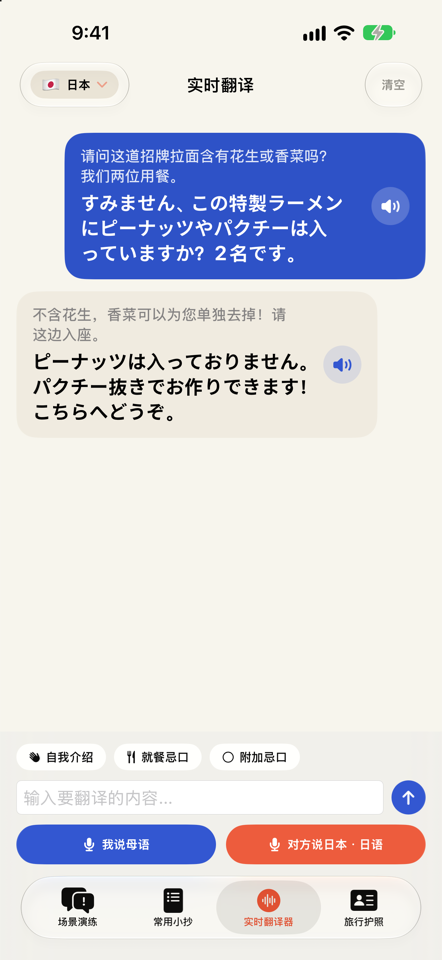 9:41
日本
实时翻译
清空
请问这道招牌拉面含有花生或香菜吗？
我们两位用餐。
すみません、この特製ラーメン
にピーナッツやパクチーは入
っていますか？２名です。
不含花生，香菜可以为您单独去掉！请
这边入座。
ピーナッツは入っておりません。
パクチー抜きでお作りできます！
こちらへどうぞ。
自我介绍
就餐忌口
附加忌口
输入要翻译的内容...
我说母语
对方说日本·日语
场景演练
常用小抄
实时翻译器
旅行护照